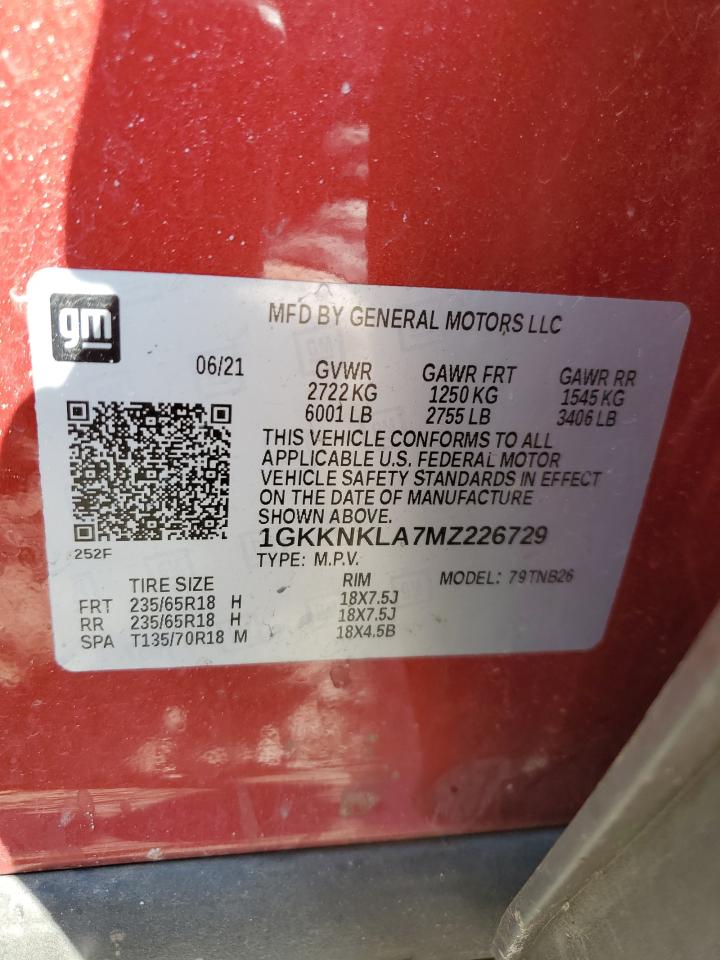 gm
MFD BY GENERAL MOTORS LLC
06/21 GVWR GAWR FRT GAWR RR
2722 KG 1250 KG 1545 KG
6001 LB 2755 LB 3406 LB
THIS VEHICLE CONFORMS TO ALL
APPLICABLE U.S. FEDERAL MOTOR
VEHICLE SAFETY STANDARDS IN EFFECT
ON THE DATE OF MANUFACTURE
SHOWN ABOVE.
1GKKNKLA7MZ226729
252F
TYPE: M.P.V.
TIRE SIZE RIM MODEL: 79TNB26
FRT 235/65R18 H 18X7.5J
RR 235/65R18 H 18X7.5J
SPA T135/70R18 M 18X4.5B